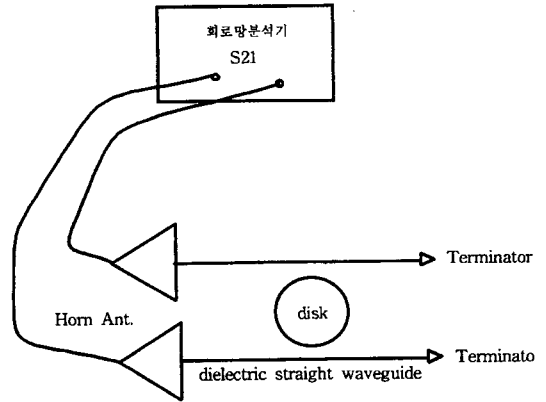 회로망분석기
S21
Terminator
Horn Ant.
disk
Terminato
dielectric straight waveguide